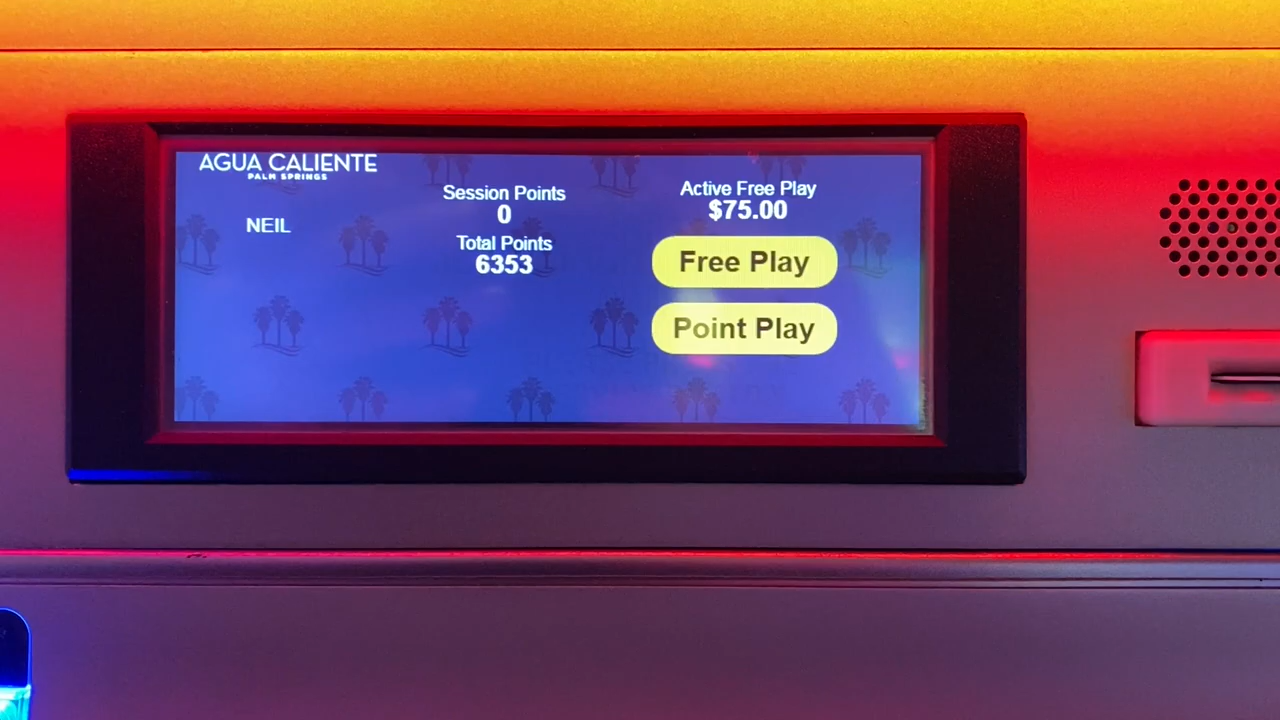 AGUA CALIENTE
PALM SPRINGS
NEIL
Session Points
0
Total Points
6353
Active Free Play
$75.00
Free Play
Point Play